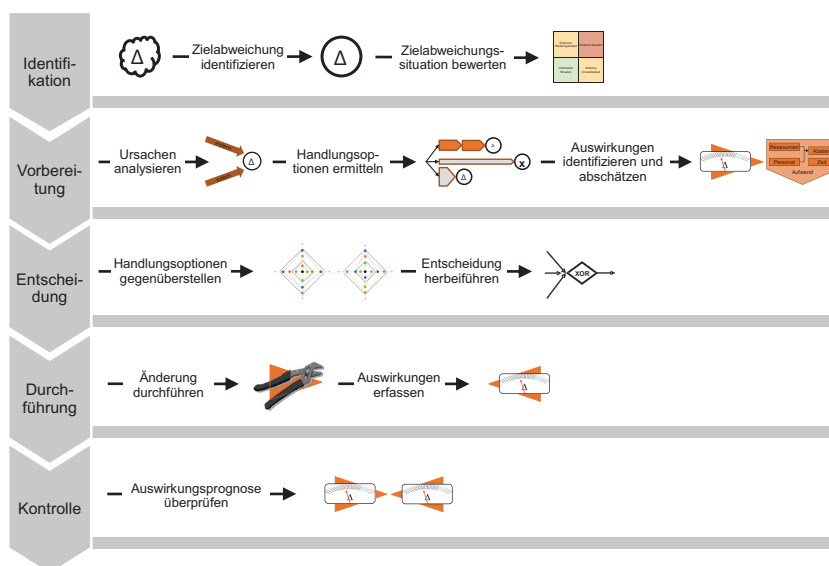 Identifi-
kation
Zielabweichung
identifizieren
Δ
Δ
Zielabweichungs-
situation bewerten
Vorberei-
tung
Ursachen
analysieren
Δ
Handlungsop-
tionen ermitteln
Δ
x
Δ
Auswirkungen
identifizieren und
abschätzen
Δ
Ressourcen
Personal
Kosten
Zeit
Aufwand
Entschei-
dung
Handlungsoptionen
gegenüberstellen
Entscheidung
herbeiführen
XOR
Durch-
führung
Änderung
durchführen
Auswirkungen
erfassen
Δ
Kontrolle
Auswirkungsprognose
überprüfen
Δ
Δ